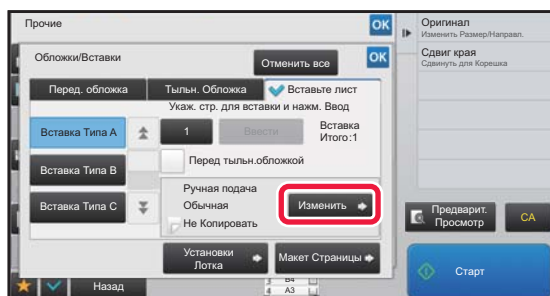 Прочие
OK
Обложки/Вставки
Отменить все
OK
Перед. обложка
Тыльн. Обложка
Вставьте лист
Укаж. стр. для вставки и нажм. Ввод
Вставка Типа A
1
Ввести
Вставка
Итого:1
Перед тыльн.обложкой
Вставка Типа B
Ручная подача
Обычная
Не Копировать
Изменить
Вставка Типа C
Установки
Лотка
Макет Страницы
Назад
3 B4
4 A3
Оригинал
Изменить Размер/Направл.
Сдвиг края
Сдвинуть для Корешка
Предварит.
Просмотр
CA
Старт